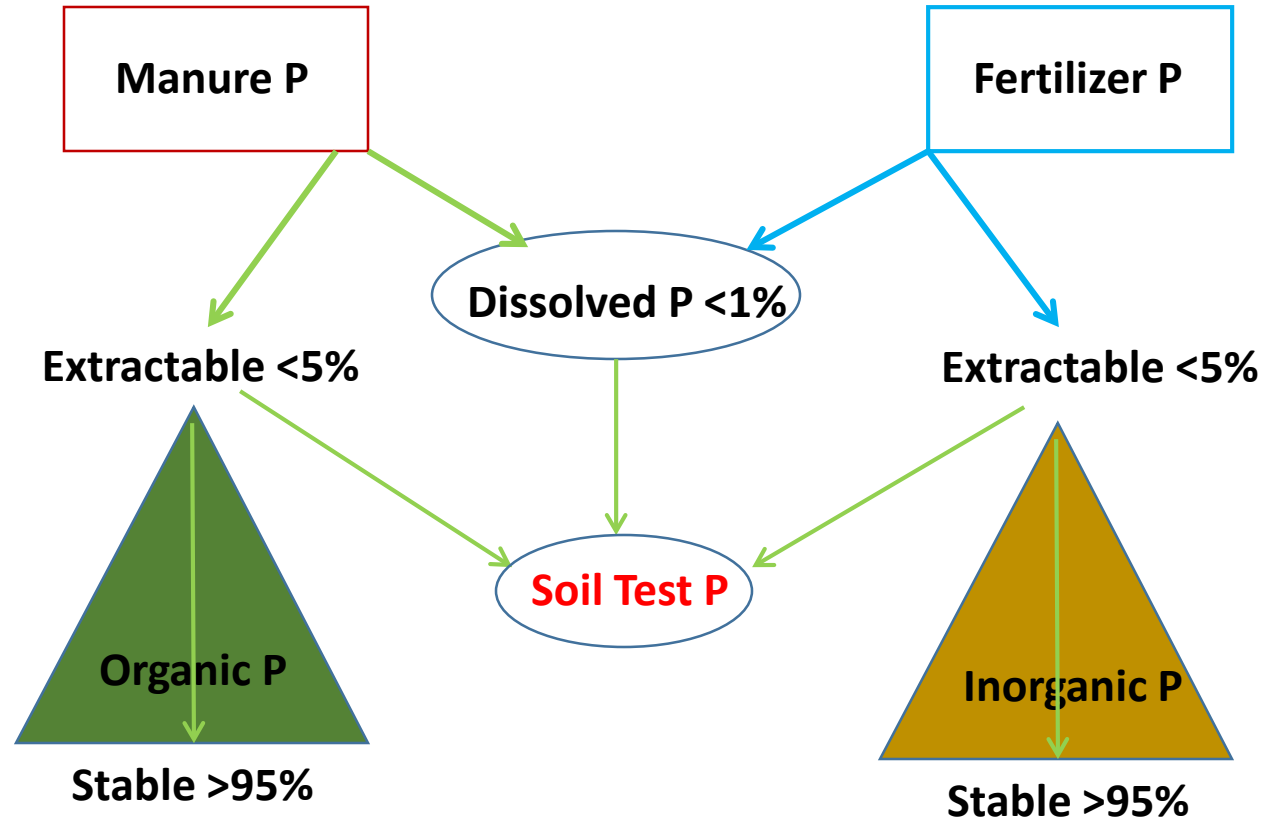 Manure P
Fertilizer P
Dissolved P <1%
Extractable <5%
Extractable <5%
Soil Test P
Organic P
Inorganic P
Stable >95%
Stable >95%